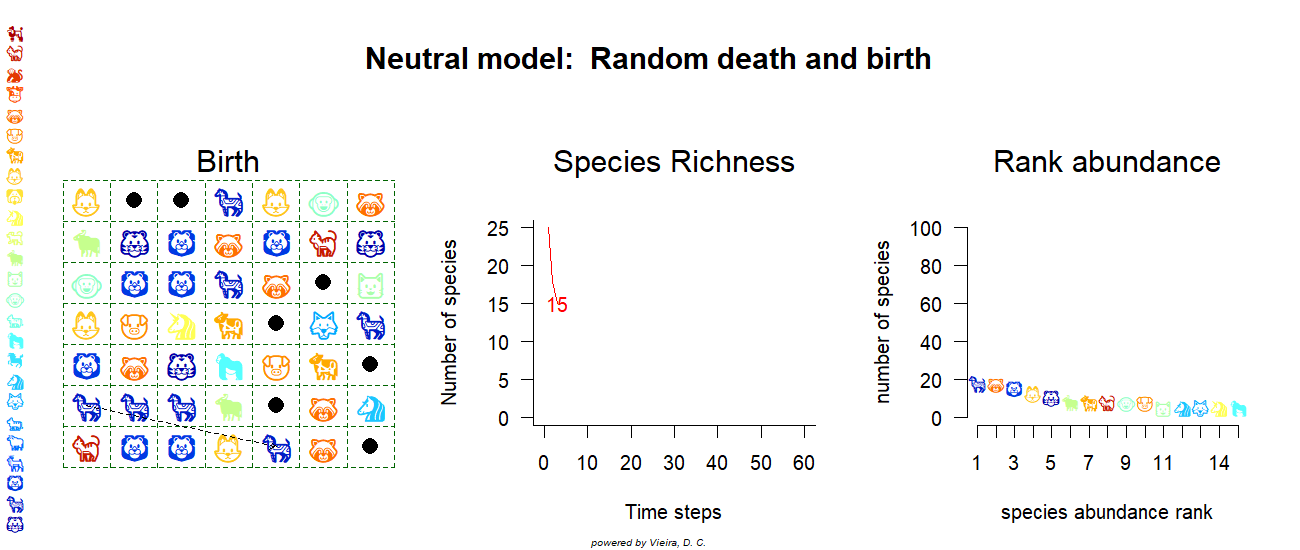 Neutral model:  Random death and birth
Birth
Species Richness
Rank abundance
Number of species
25
20
15
10
5
0
15
0 10 20 30 40 50 60
Time steps
number of species
100
80
60
40
20
0
1 3 5 7 9 11 14
species abundance rank
powered by Vieira, D. C.